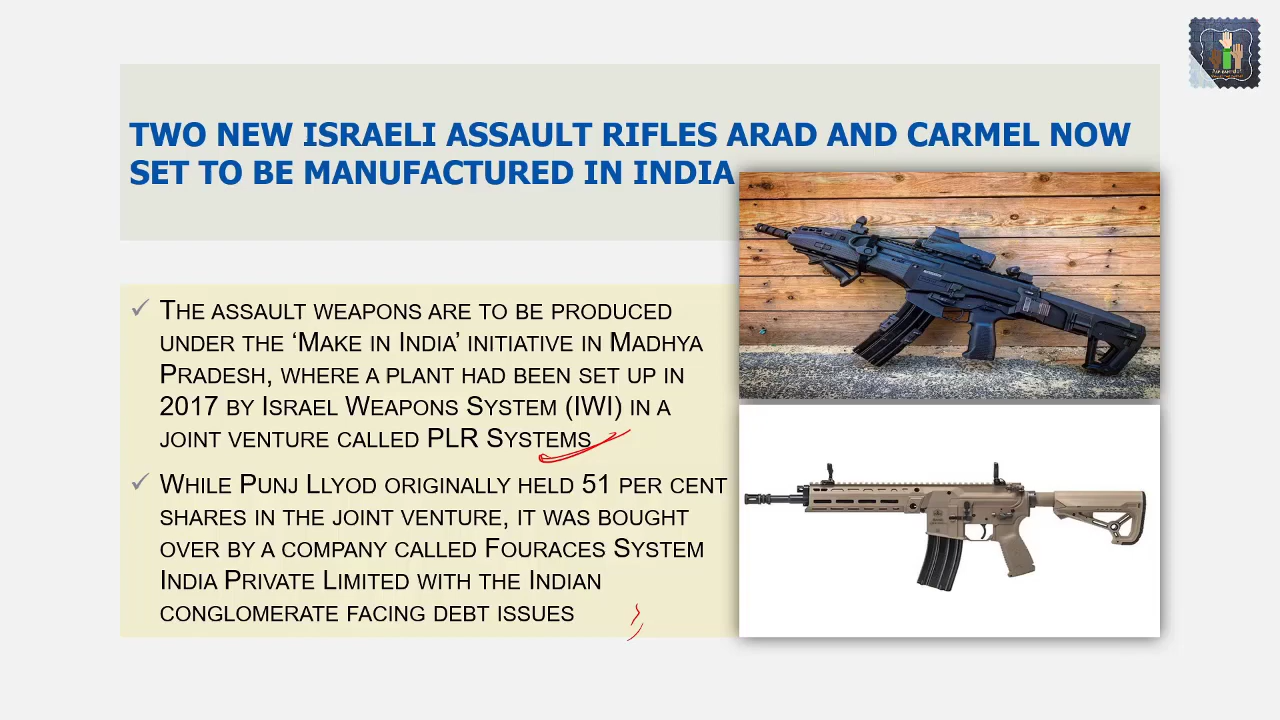 TWO NEW ISRAELI ASSAULT RIFLES ARAD AND CARMEL NOW
SET TO BE MANUFACTURED IN INDIA
✓ THE ASSAULT WEAPONS ARE TO BE PRODUCED
UNDER THE ‘MAKE IN INDIA’ INITIATIVE IN MADHYA
PRADESH, WHERE A PLANT HAD BEEN SET UP IN
2017 BY ISRAEL WEAPONS SYSTEM (IWI) IN A
JOINT VENTURE CALLED PLR SYSTEMS
✓ WHILE PUNJ LLYOD ORIGINALLY HELD 51 PER CENT
SHARES IN THE JOINT VENTURE, IT WAS BOUGHT
OVER BY A COMPANY CALLED FOURACES SYSTEM
INDIA PRIVATE LIMITED WITH THE INDIAN
CONGLOMERATE FACING DEBT ISSUES